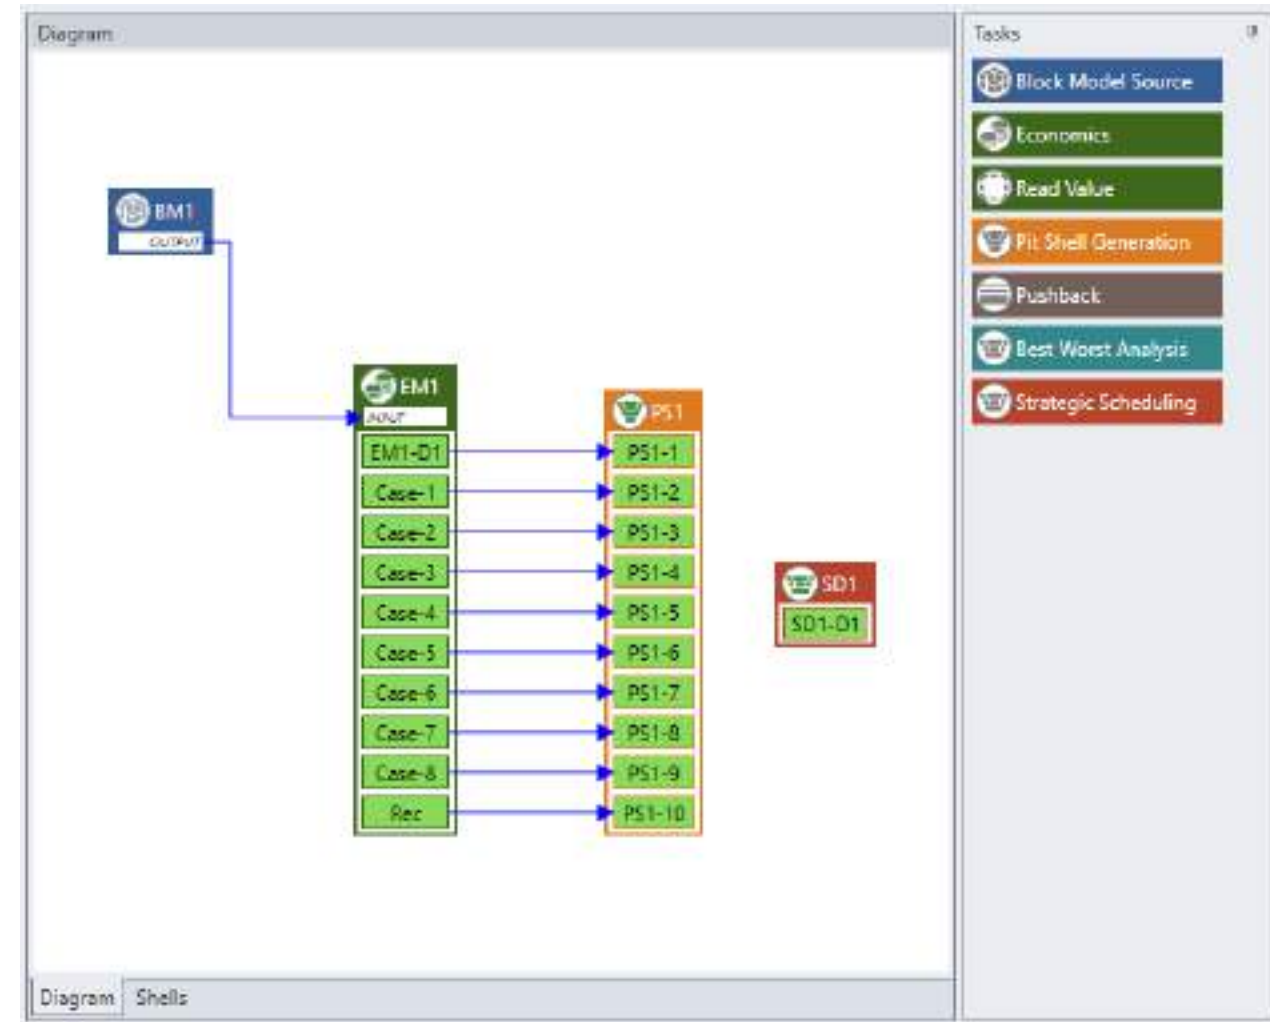 Diagram
BM1
OUTPUT
EM1
INPUT
EM1-D1
Case-1
Case-2
Case-3
Case-4
Case-5
Case-6
Case-7
Case-8
Rec
PS1
PS1-1
PS1-2
PS1-3
PS1-4
PS1-5
PS1-6
PS1-7
PS1-8
PS1-9
PS1-10
SD1
SD1-D1
Diagram
Shells
Tasks
Block Model Source
Economics
Read Value
Pit Shell Generation
Pushback
Best Worst Analysis
Strategic Scheduling